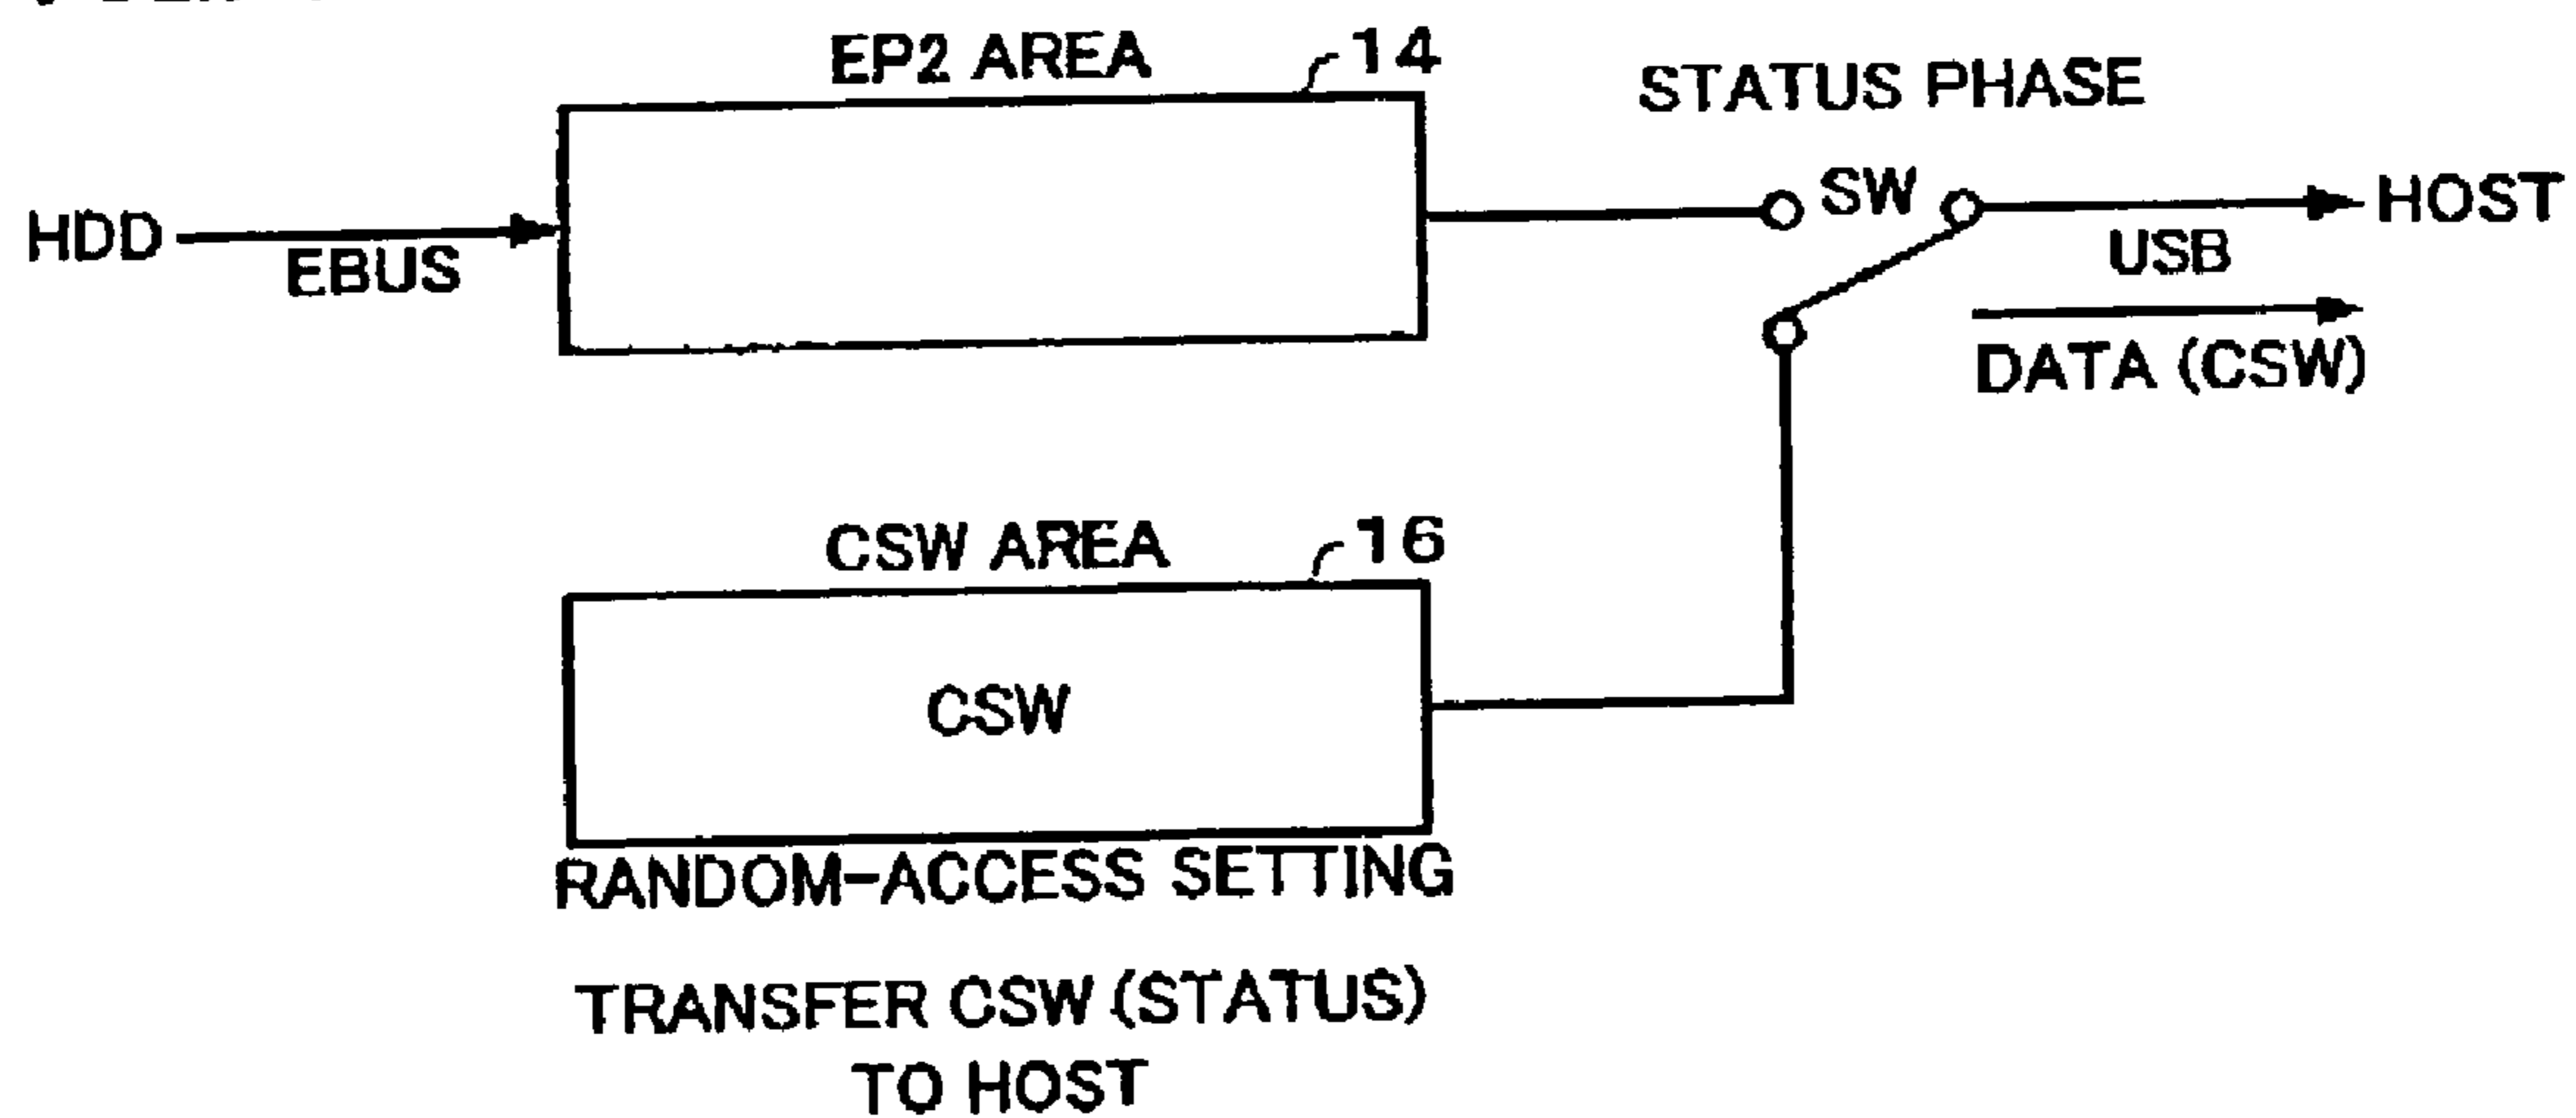 EP2 AREA
14
STATUS PHASE
HDD
EBUS
SW
HOST
USB
DATA (CSW)
CSW AREA
16
CSW
RANDOM-ACCESS SETTING
TRANSFER CSW (STATUS)
TO HOST